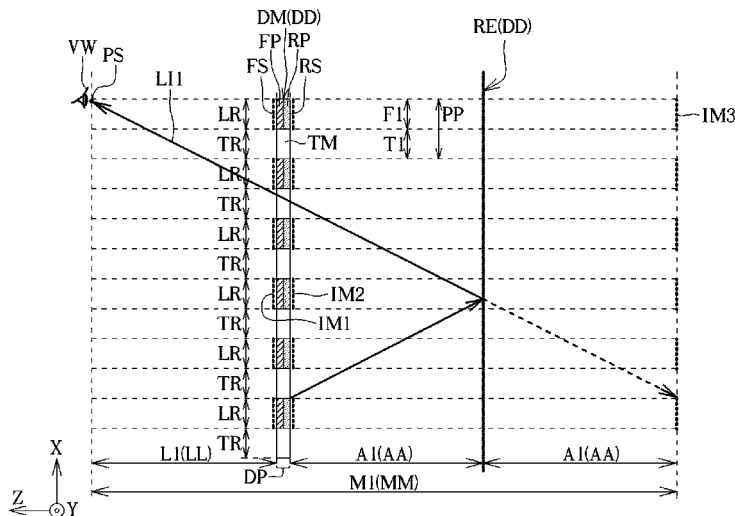 DM(DD)
RE(DD)
FP RP
VW PS
FS RS
LI1
LR
F1 PP
IM3
TR
TM
T1
LR
TR
LR
TR
LR
IM2
TR
IM1
LR
TR
LR
TR
X
L1(LL)
A1(AA)
A1(AA)
DP
Z
Y
M1(MM)